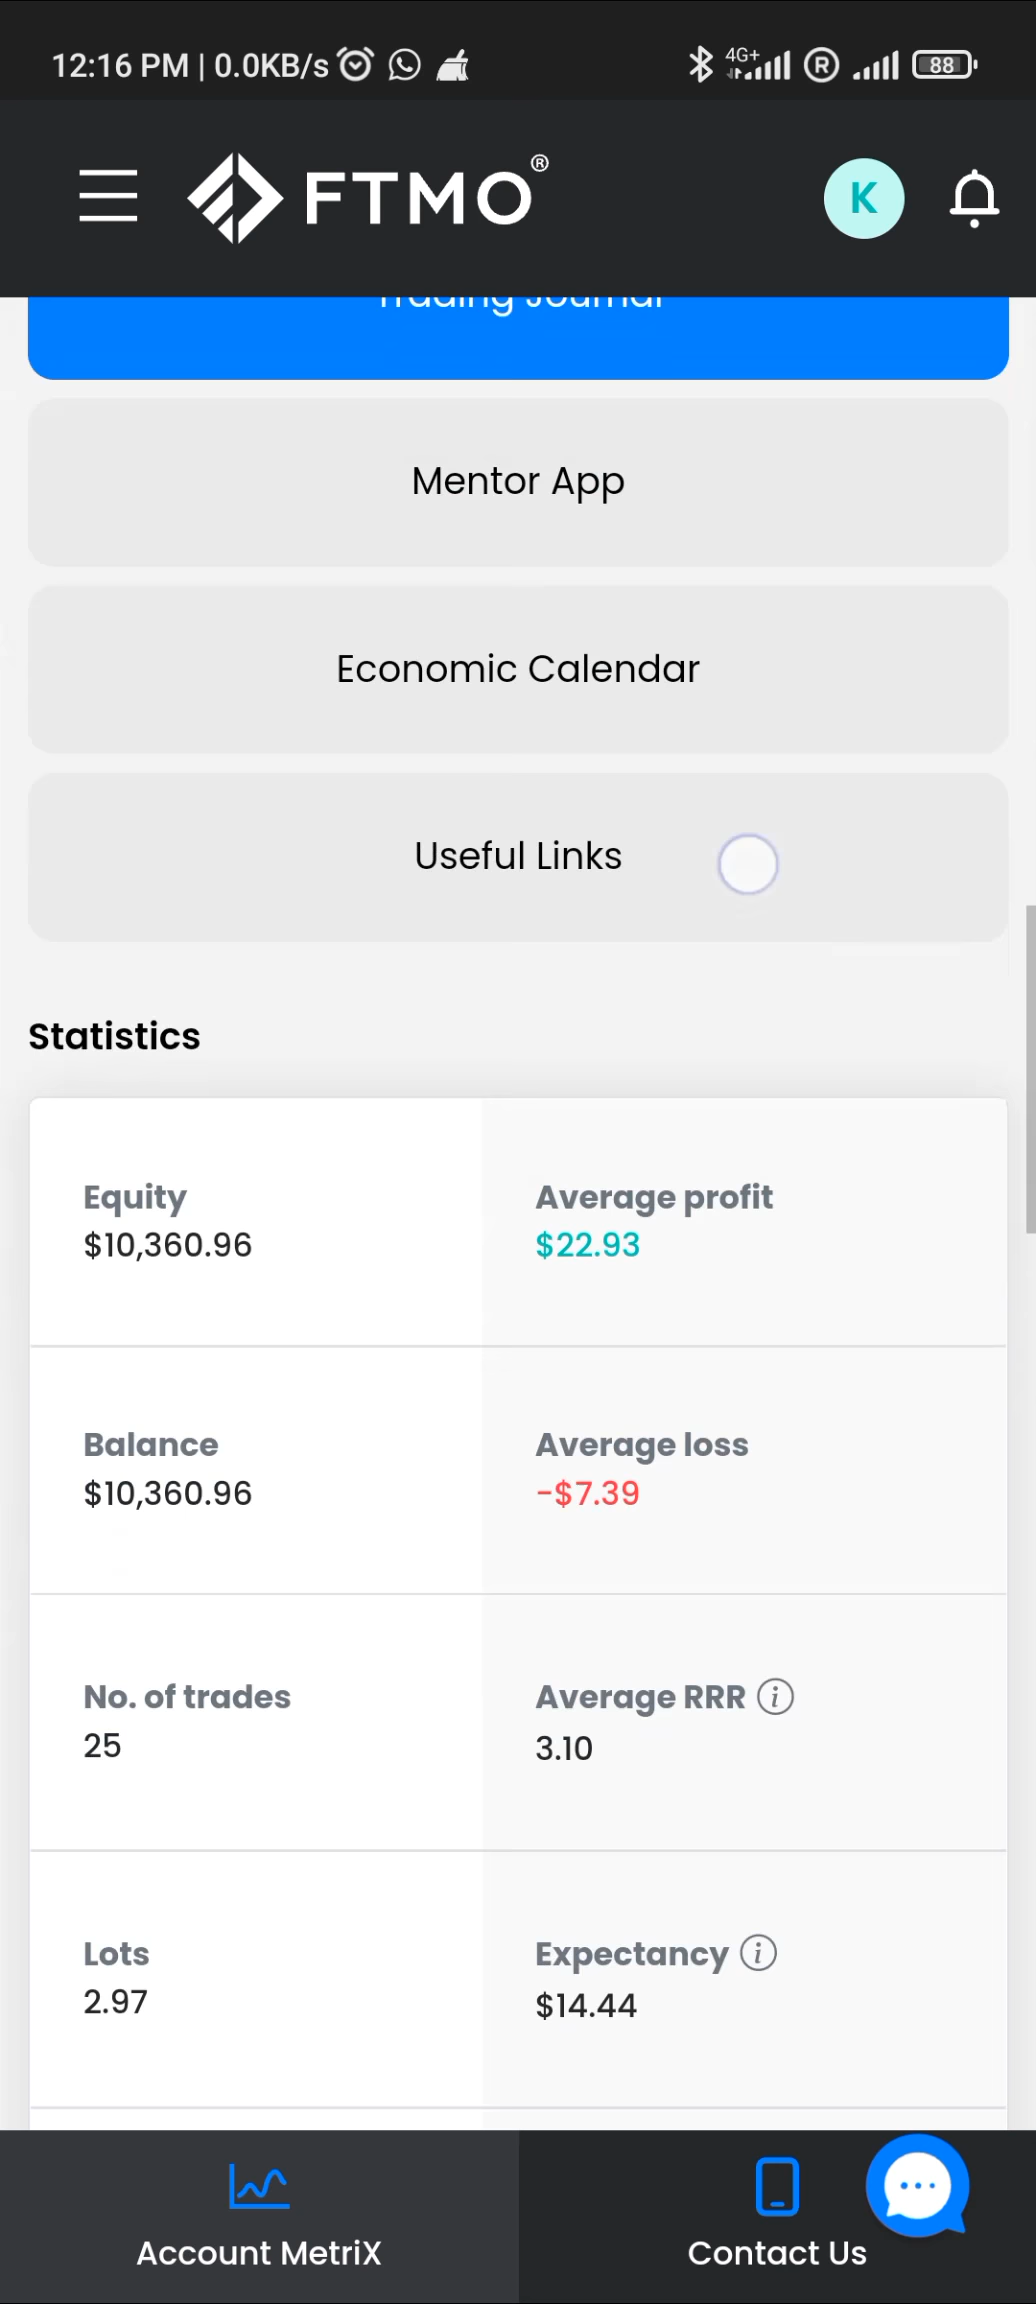 12:16 PM | 0.0KB/s
4G+
R
88
FTMO®
K
Trading Journal
Mentor App
Economic Calendar
Useful Links
Statistics
Equity
$10,360.96
Average profit
$22.93
Balance
$10,360.96
Average loss
-$7.39
No. of trades
25
Average RRR i
3.10
Lots
2.97
Expectancy i
$14.44
Account MetriX
Contact Us